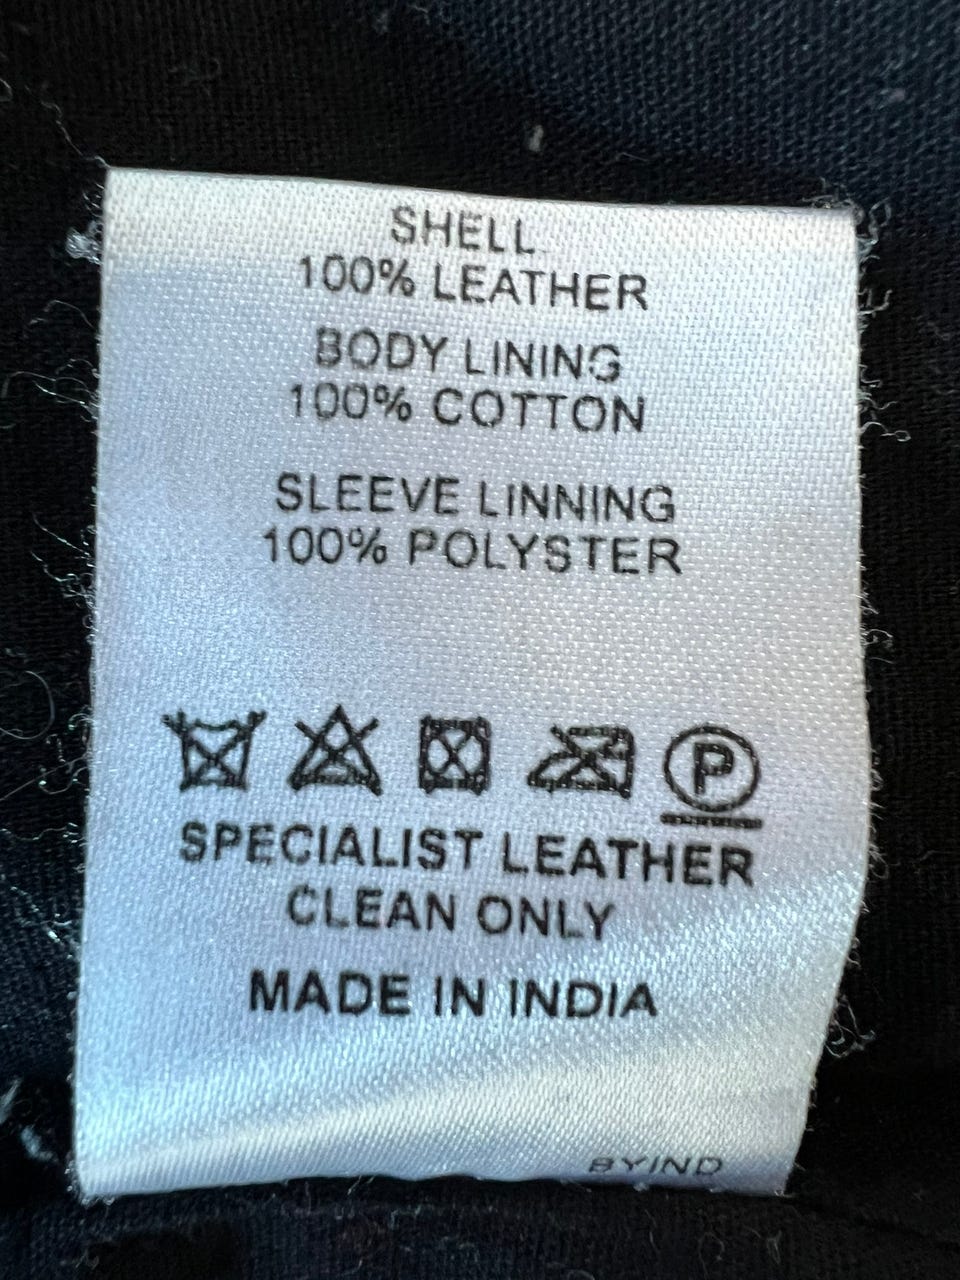 SHELL
100% LEATHER
BODY LINING
100% COTTON
SLEEVE LINNING
100% POLYSTER
P
SPECIALIST LEATHER
CLEAN ONLY
MADE IN INDIA
BYIND